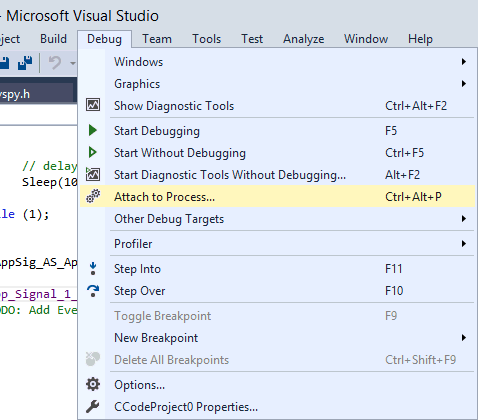 - Microsoft Visual Studio
ject Build Debug Team Tools Test Analyze Window Help
yspy.h
Windows
Graphics
Show Diagnostic Tools Ctrl+Alt+F2
Start Debugging F5
Start Without Debugging Ctrl+F5
Start Diagnostic Tools Without Debugging... Alt+F2
Attach to Process... Ctrl+Alt+P
Other Debug Targets
Profiler
Step Into F11
Step Over F10
Toggle Breakpoint F9
New Breakpoint
Delete All Breakpoints Ctrl+Shift+F9
Options...
CCodeProject0 Properties...
// delay
Sleep(10
le (1);
AppSig_AS_Ap
p_Signal_1_
DO: Add Eve